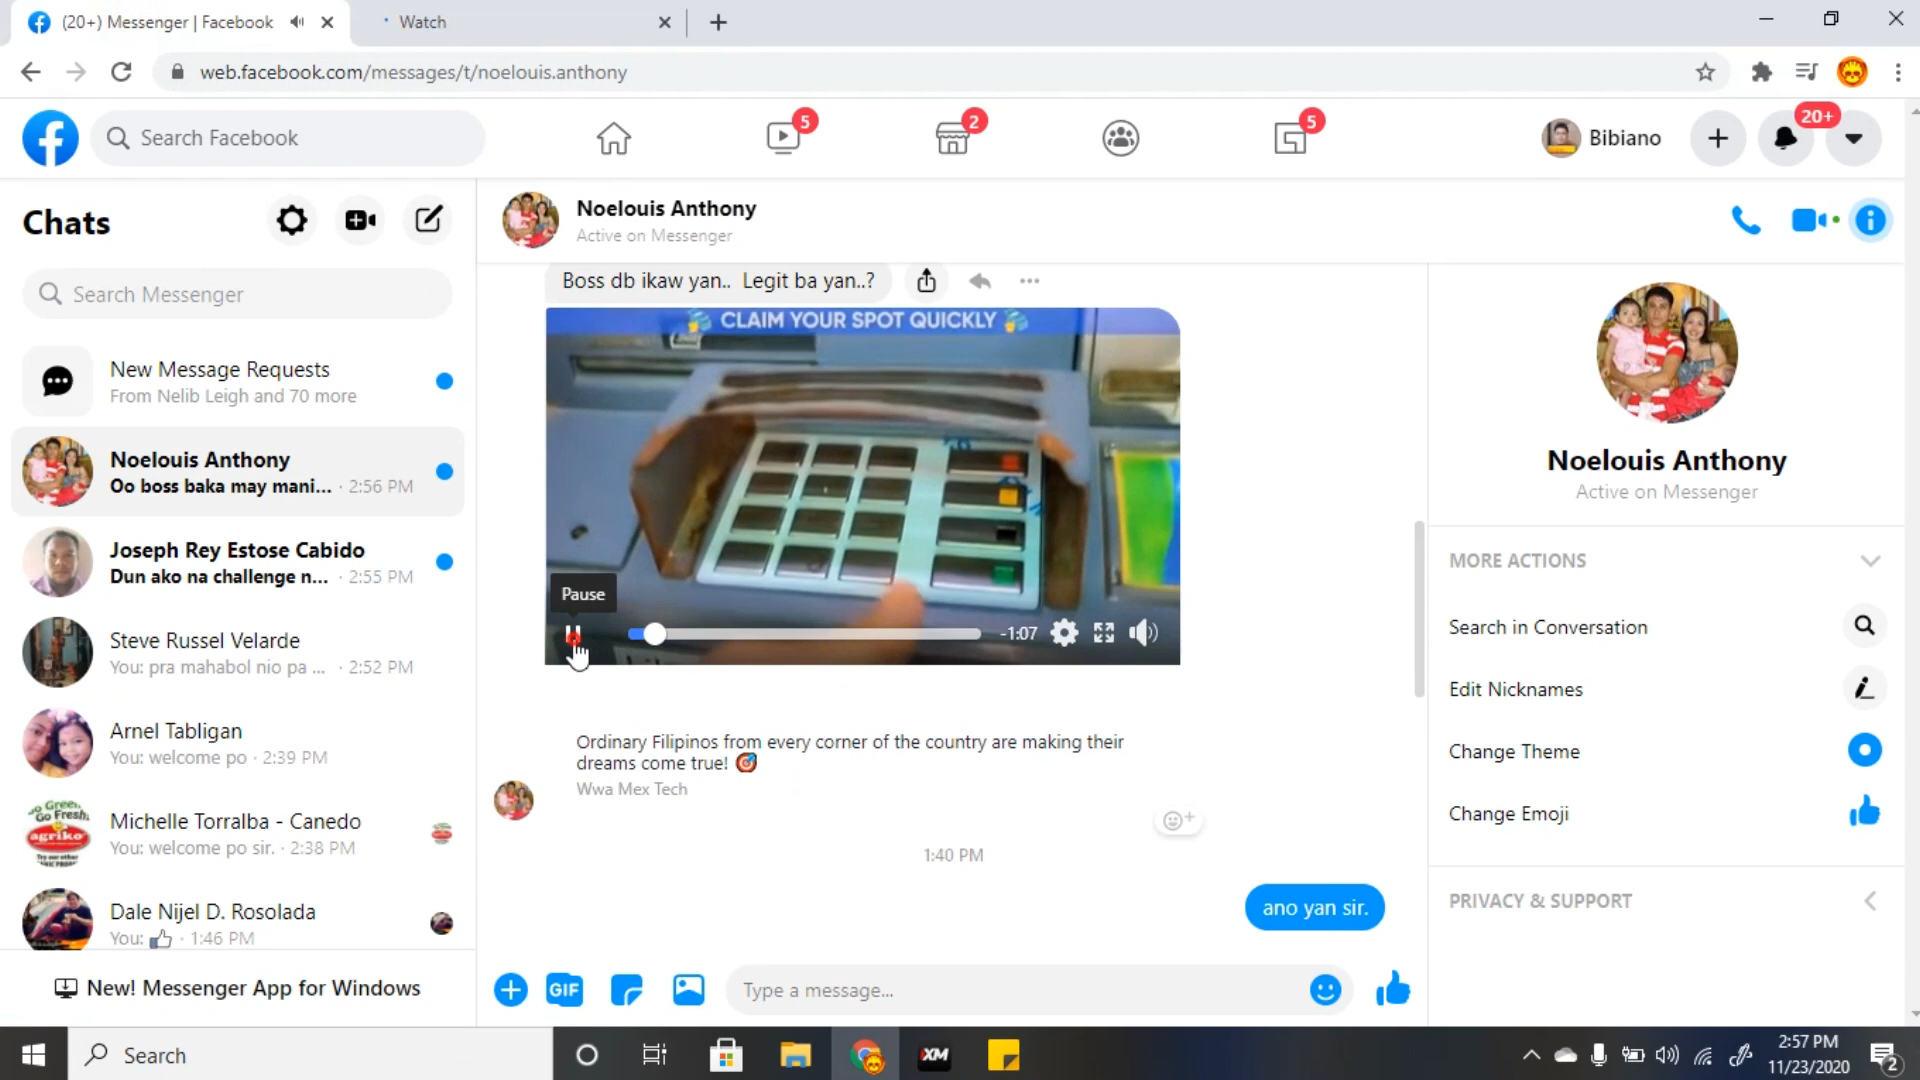 (20+) Messenger | Facebook
Watch
web.facebook.com/messages/t/noelouis.anthony
Search Facebook
5
2
5
Bibiano
20+
Chats
Search Messenger
New Message Requests
From Nelib Leigh and 70 more
Noelouis Anthony
Oo boss baka may mani... · 2:56 PM
Joseph Rey Estose Cabido
Dun ako na challenge n... · 2:55 PM
Steve Russel Velarde
You: pra mahabol nio pa ... · 2:52 PM
Arnel Tabligan
You: welcome po · 2:39 PM
Go Green
Go Fresh
agriko
Michelle Torralba - Canedo
You: welcome po sir. · 2:38 PM
Dale Nijel D. Rosolada
You: 👍 · 1:46 PM
New! Messenger App for Windows
Noelouis Anthony
Active on Messenger
Boss db ikaw yan.. Legit ba yan..?
CLAIM YOUR SPOT QUICKLY
Pause
-1:07
Ordinary Filipinos from every corner of the country are making their
dreams come true! 🎯
Wwa Mex Tech
1:40 PM
ano yan sir.
GIF
Type a message...
Noelouis Anthony
Active on Messenger
MORE ACTIONS
Search in Conversation
Edit Nicknames
Change Theme
Change Emoji
PRIVACY & SUPPORT
Search
XM
2:57 PM
11/23/2020
2